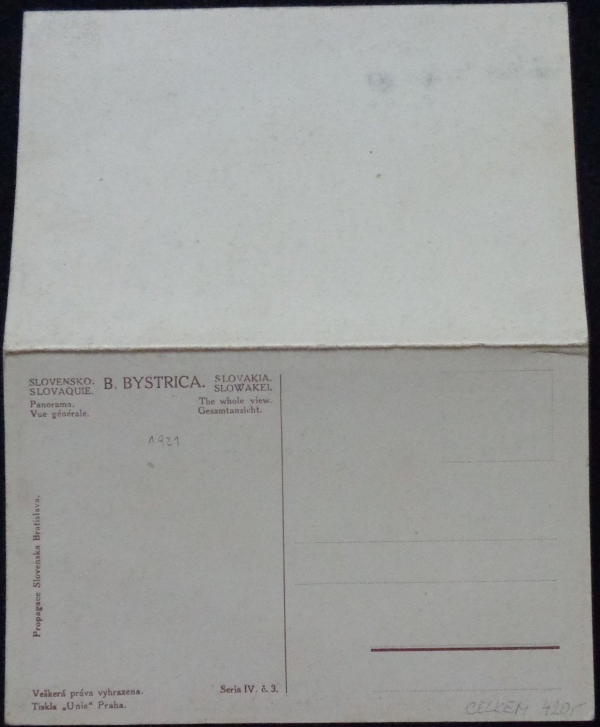 SLOVENSKO. B. BYSTRICA. SLOVAKIA.
SLOVAQUIE. SLOWAKEI.
Panorama. The whole view.
Vue générale. Gesamtansicht.
1921
Propagace Slovenska Bratislava.
Veškerá práva vyhrazena. Seria IV. č. 3.
Tiskla „Unie" Praha.
CELKEM 420,-